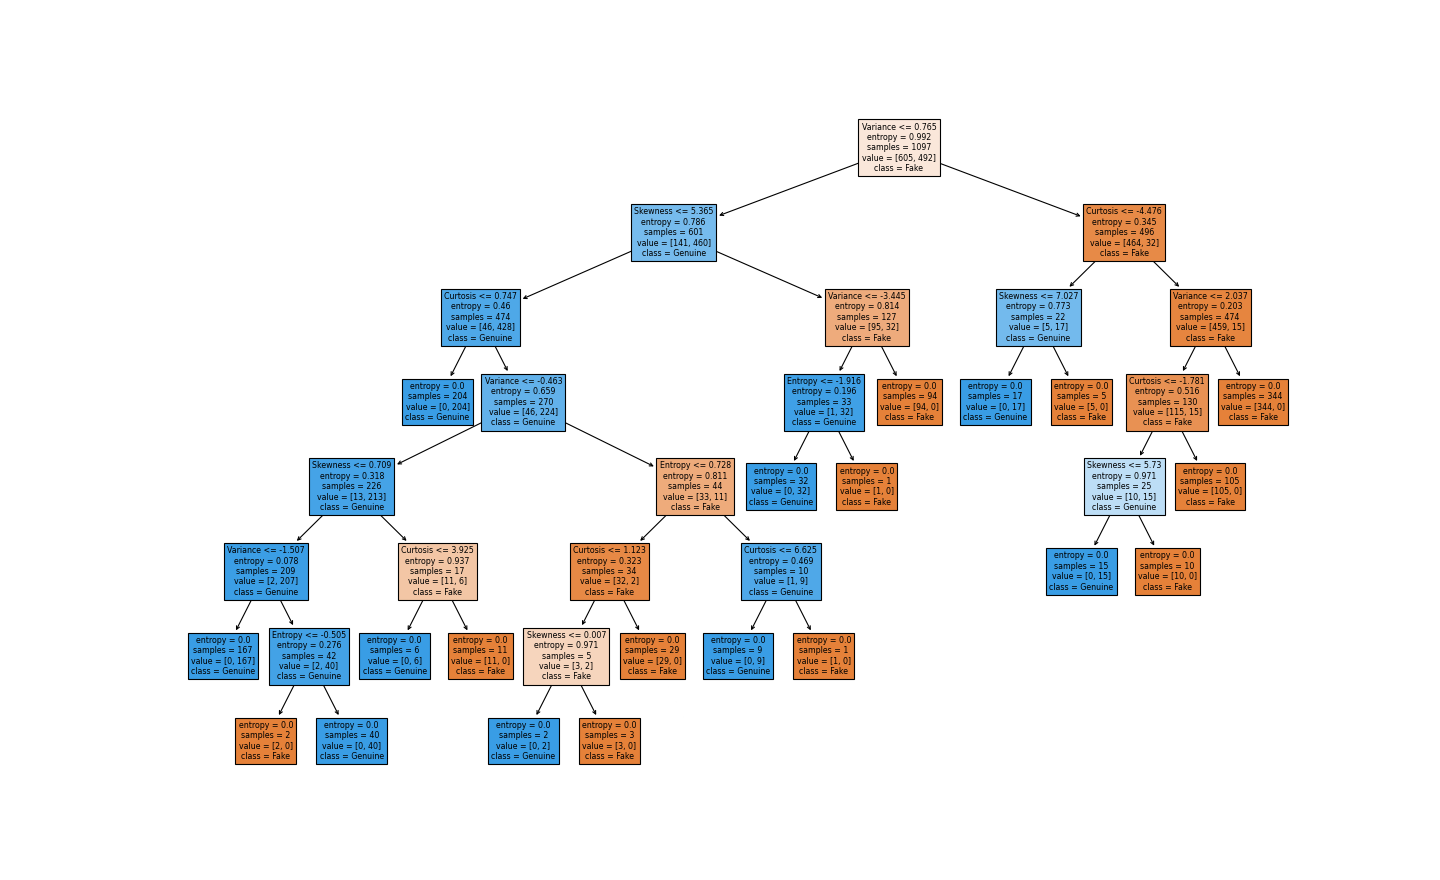 Variance <= 0.765
entropy = 0.992
samples = 1097
value = [605, 492]
class = Fake
Skewness <= 5.365
entropy = 0.786
samples = 601
value = [141, 460]
class = Genuine
Curtosis <= -4.476
entropy = 0.345
samples = 496
value = [464, 32]
class = Fake
Curtosis <= 0.747
entropy = 0.46
samples = 474
value = [46, 428]
class = Genuine
Variance <= -3.445
entropy = 0.814
samples = 127
value = [95, 32]
class = Fake
Skewness <= 7.027
entropy = 0.773
samples = 22
value = [5, 17]
class = Genuine
Variance <= 2.037
entropy = 0.203
samples = 474
value = [459, 15]
class = Fake
entropy = 0.0
samples = 204
value = [0, 204]
class = Genuine
Variance <= -0.463
entropy = 0.659
samples = 270
value = [46, 224]
class = Genuine
Entropy <= -1.916
entropy = 0.196
samples = 33
value = [1, 32]
class = Genuine
entropy = 0.0
samples = 94
value = [94, 0]
class = Fake
entropy = 0.0
samples = 17
value = [0, 17]
class = Genuine
entropy = 0.0
samples = 5
value = [5, 0]
class = Fake
Curtosis <= -1.781
entropy = 0.516
samples = 130
value = [115, 15]
class = Fake
entropy = 0.0
samples = 344
value = [344, 0]
class = Fake
Skewness <= 0.709
entropy = 0.318
samples = 226
value = [13, 213]
class = Genuine
Entropy <= 0.728
entropy = 0.811
samples = 44
value = [33, 11]
class = Fake
entropy = 0.0
samples = 32
value = [0, 32]
class = Genuine
entropy = 0.0
samples = 1
value = [1, 0]
class = Fake
Skewness <= 5.73
entropy = 0.971
samples = 25
value = [10, 15]
class = Genuine
entropy = 0.0
samples = 105
value = [105, 0]
class = Fake
Variance <= -1.507
entropy = 0.078
samples = 209
value = [2, 207]
class = Genuine
Curtosis <= 3.925
entropy = 0.937
samples = 17
value = [11, 6]
class = Fake
Curtosis <= 1.123
entropy = 0.323
samples = 34
value = [32, 2]
class = Fake
Curtosis <= 6.625
entropy = 0.469
samples = 10
value = [1, 9]
class = Genuine
entropy = 0.0
samples = 15
value = [0, 15]
class = Genuine
entropy = 0.0
samples = 10
value = [10, 0]
class = Fake
entropy = 0.0
samples = 167
value = [0, 167]
class = Genuine
Entropy <= -0.505
entropy = 0.276
samples = 42
value = [2, 40]
class = Genuine
entropy = 0.0
samples = 6
value = [0, 6]
class = Genuine
entropy = 0.0
samples = 11
value = [11, 0]
class = Fake
Skewness <= 0.007
entropy = 0.971
samples = 5
value = [3, 2]
class = Fake
entropy = 0.0
samples = 29
value = [29, 0]
class = Fake
entropy = 0.0
samples = 9
value = [0, 9]
class = Genuine
entropy = 0.0
samples = 1
value = [1, 0]
class = Fake
entropy = 0.0
samples = 2
value = [2, 0]
class = Fake
entropy = 0.0
samples = 40
value = [0, 40]
class = Genuine
entropy = 0.0
samples = 2
value = [0, 2]
class = Genuine
entropy = 0.0
samples = 3
value = [3, 0]
class = Fake